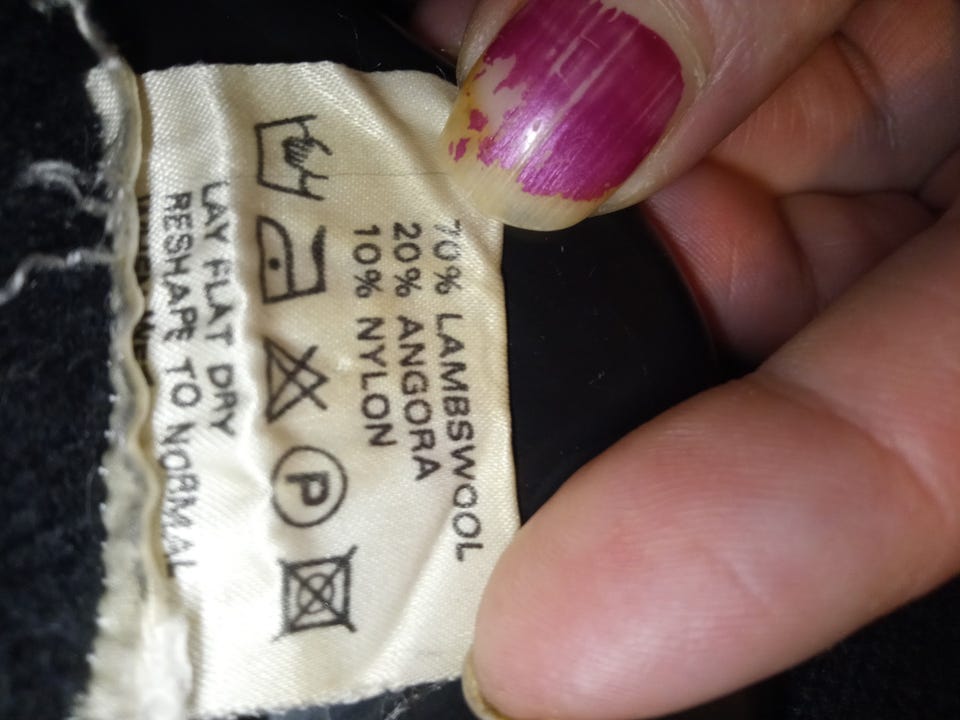 70% LAMBSWOOL
20% ANGORA
10% NYLON
P
LAY FLAT DRY
RESHAPE TO NORMAL